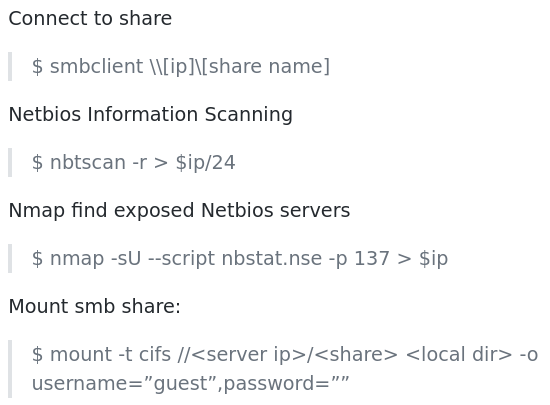 Connect to share
$ smbclient \\[ip]\[share name]
Netbios Information Scanning
$ nbtscan -r > $ip/24
Nmap find exposed Netbios servers
$ nmap -sU --script nbstat.nse -p 137 > $ip
Mount smb share:
$ mount -t cifs //<server ip>/<share> <local dir> -o
username=”guest”,password=””